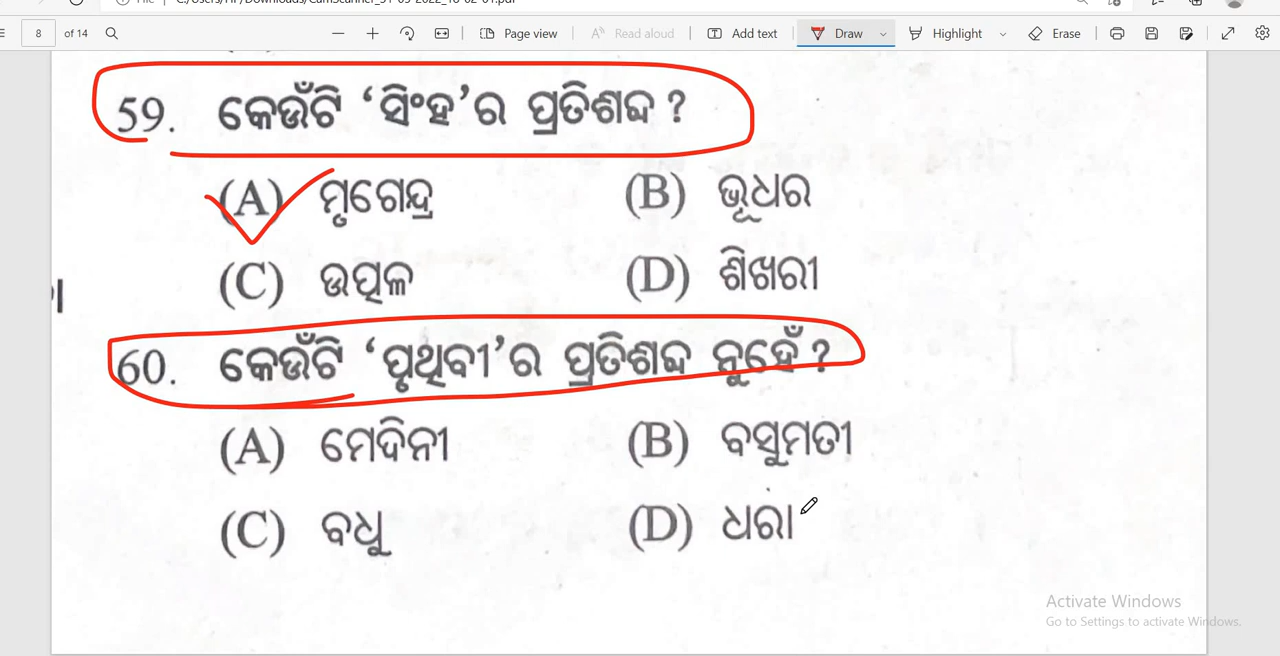 8 of 14 Page view Read aloud Add text Draw Highlight Erase
59. କେଉଁଟି ‘ସିଂହ’ର ପ୍ରତିଶବ୍ଦ ?
(A) ମୃଗେନ୍ଦ୍ର (B) ଭୂଧର
(C) ଉତ୍ପଳ (D) ଶିଖରୀ
60. କେଉଁଟି ‘ପୃଥିବୀ’ର ପ୍ରତିଶବ୍ଦ ନୁହେଁ ?
(A) ମେଦିନୀ (B) ବସୁମତୀ
(C) ବଧୂ (D) ଧରା
Activate Windows
Go to Settings to activate Windows.